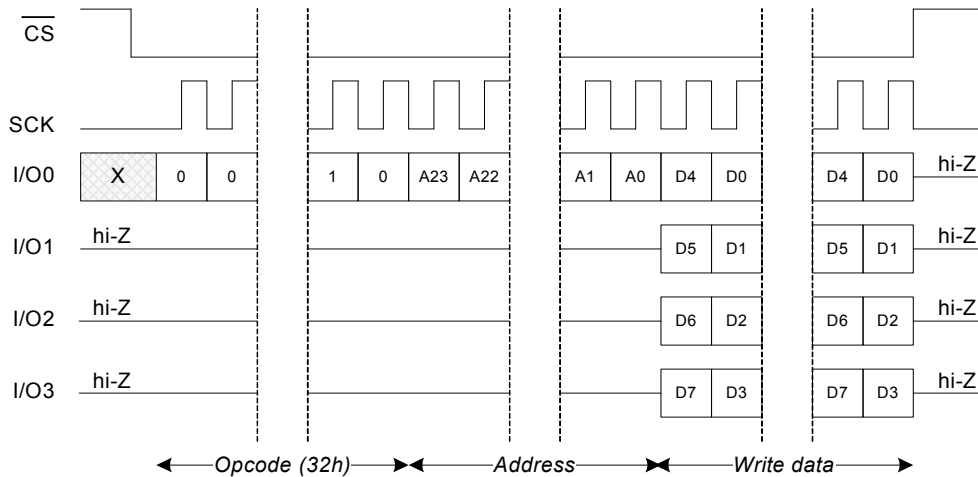 CS
SCK
I/O0 X 0 0 1 0 A23 A22 A1 A0 D4 D0 D4 D0 hi-Z
I/O1 hi-Z D5 D1 D5 D1 hi-Z
I/O2 hi-Z D6 D2 D6 D2 hi-Z
I/O3 hi-Z D7 D3 D7 D3 hi-Z
Opcode (32h) Address Write data